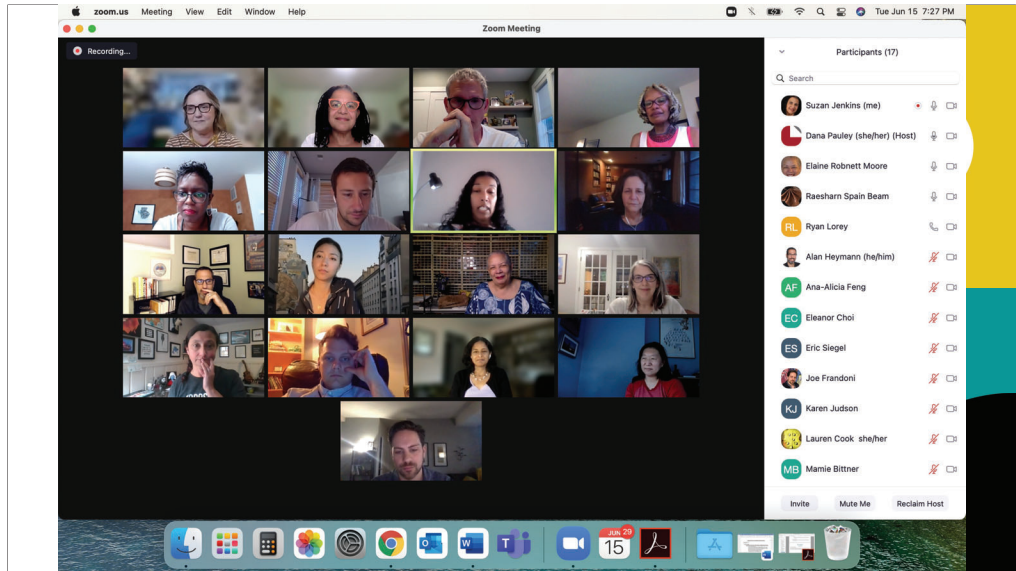 zoom.us Meeting View Edit Window Help Tue Jun 15 7:27 PM
Zoom Meeting
Recording...
Participants (17)
Search
Suzan Jenkins (me)
Dana Pauley (she/her) (Host)
Elaine Robnett Moore
Raesharn Spain Beam
RL Ryan Lorey
Alan Heymann (he/him)
AF Ana-Alicia Feng
EC Eleanor Choi
ES Eric Siegel
Joe Frandoni
KJ Karen Judson
Lauren Cook she/her
MB Mamie Bittner
Invite Mute Me Reclaim Host
JUN 29
15